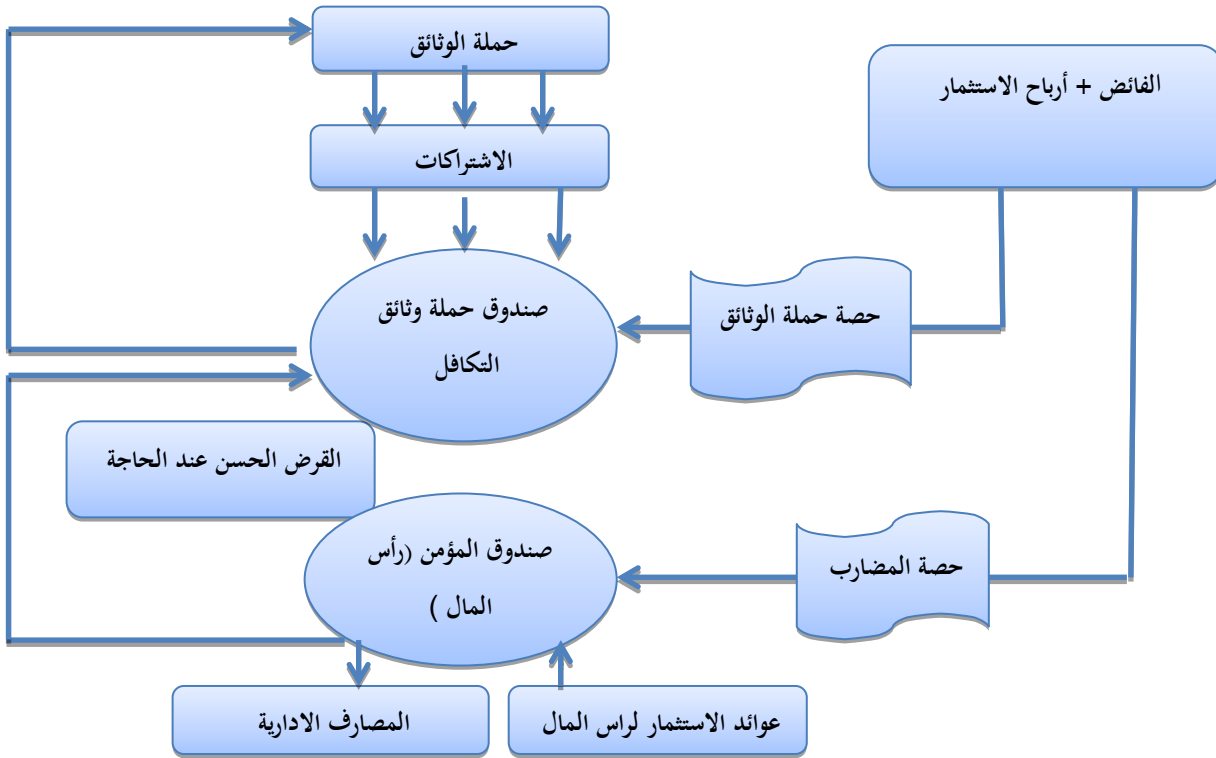 حملة الوثائق
الفائض + أرباح الاستثمار
الاشتراكات
صندوق حملة وثائق
التكافل
حصة حملة الوثائق
القرض الحسن عند الحاجة
صندوق المؤمن (رأس
المال )
حصة المضارب
المصارف الادارية
عوائد الاستثمار لراس المال